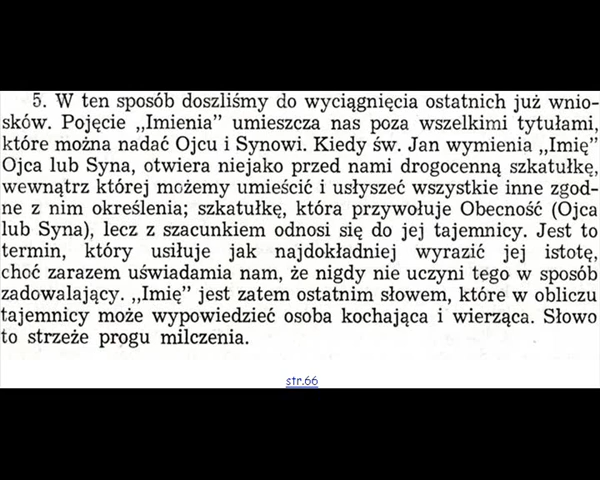 5. W ten sposób doszliśmy do wyciągnięcia ostatnich już wnio-
sków. Pojęcie „Imienia” umieszcza nas poza wszelkimi tytułami,
które można nadać Ojcu i Synowi. Kiedy św. Jan wymienia „Imię”
Ojca lub Syna, otwiera niejako przed nami drogocenną szkatułkę,
wewnątrz której możemy umieścić i usłyszeć wszystkie inne zgod-
ne z nim określenia; szkatułkę, która przywołuje Obecność (Ojca
lub Syna), lecz z szacunkiem odnosi się do jej tajemnicy. Jest to
termin, który usiłuje jak najdokładniej wyrazić jej istotę,
choć zarazem uświadamia nam, że nigdy nie uczyni tego w sposób
zadowalający. „Imię” jest zatem ostatnim słowem, które w obliczu
tajemnicy może wypowiedzieć osoba kochająca i wierząca. Słowo
to strzeże progu milczenia.
str.66